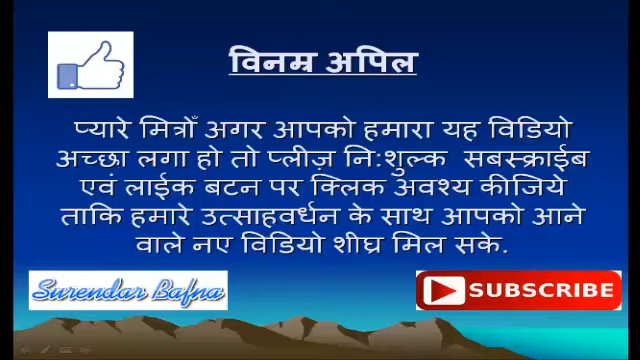 विनम्र अपिल
प्यारे मित्रोँ अगर आपको हमारा यह विडियो
अच्छा लगा हो तो प्लीज़ नि:शुल्क सबस्क्राईब
एवं लाईक बटन पर क्लिक अवश्य कीजिये
ताकि हमारे उत्साहवर्धन के साथ आपको आने
वाले नए विडियो शीघ्र मिल सके.
Surendar Bafna
SUBSCRIBE